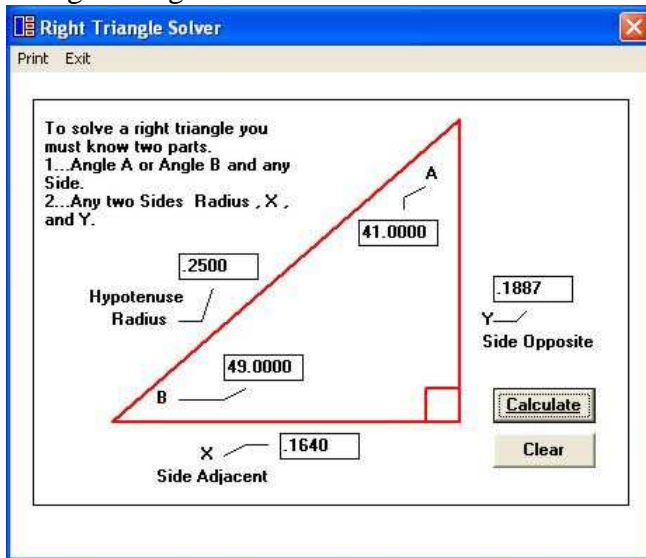 Right Triangle Solver
Print Exit
To solve a right triangle you
must know two parts.
1...Angle A or Angle B and any
Side.
2...Any two Sides Radius , X ,
and Y.
A
41.0000
.2500
Hypotenuse
Radius
.1887
Y
Side Opposite
49.0000
B
Calculate
X
.1640
Side Adjacent
Clear